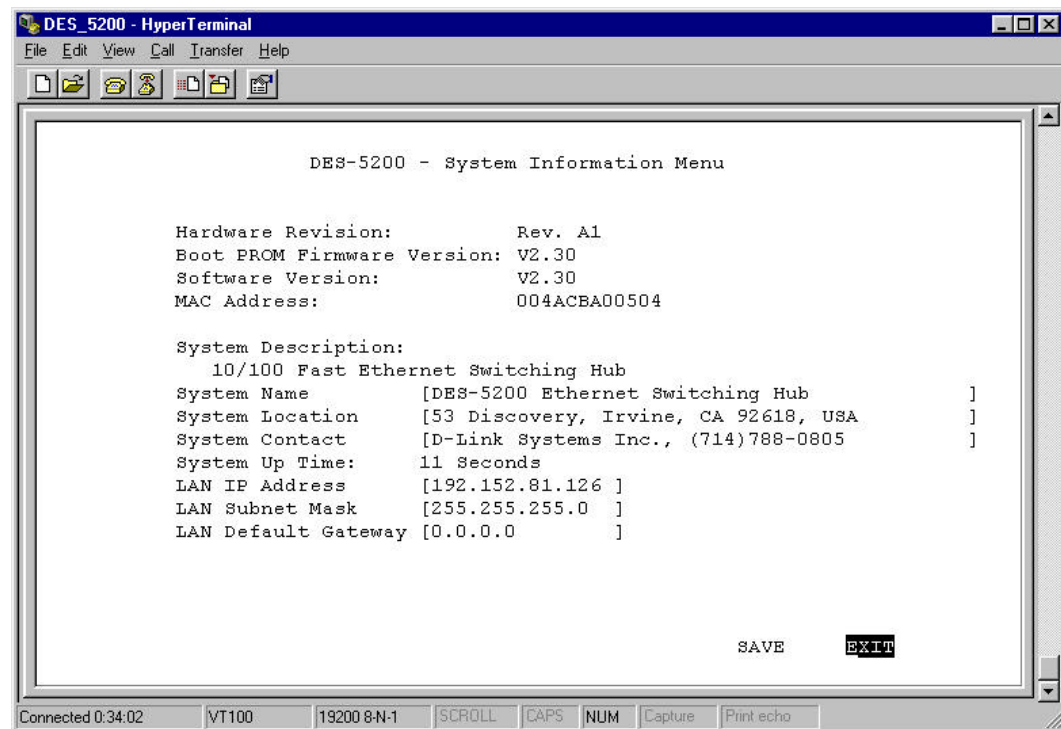 DES_5200 - HyperTerminal
File Edit View Call Transfer Help
DES-5200 - System Information Menu
Hardware Revision: Rev. A1
Boot PROM Firmware Version: V2.30
Software Version: V2.30
MAC Address: 004ACBA00504
System Description:
10/100 Fast Ethernet Switching Hub
System Name [DES-5200 Ethernet Switching Hub ]
System Location [53 Discovery, Irvine, CA 92618, USA ]
System Contact [D-Link Systems Inc., (714)788-0805 ]
System Up Time: 11 Seconds
LAN IP Address [192.152.81.126 ]
LAN Subnet Mask [255.255.255.0 ]
LAN Default Gateway [0.0.0.0 ]
SAVE EXIT
Connected 0:34:02 VT100 19200 8-N-1 SCROLL CAPS NUM Capture Print echo